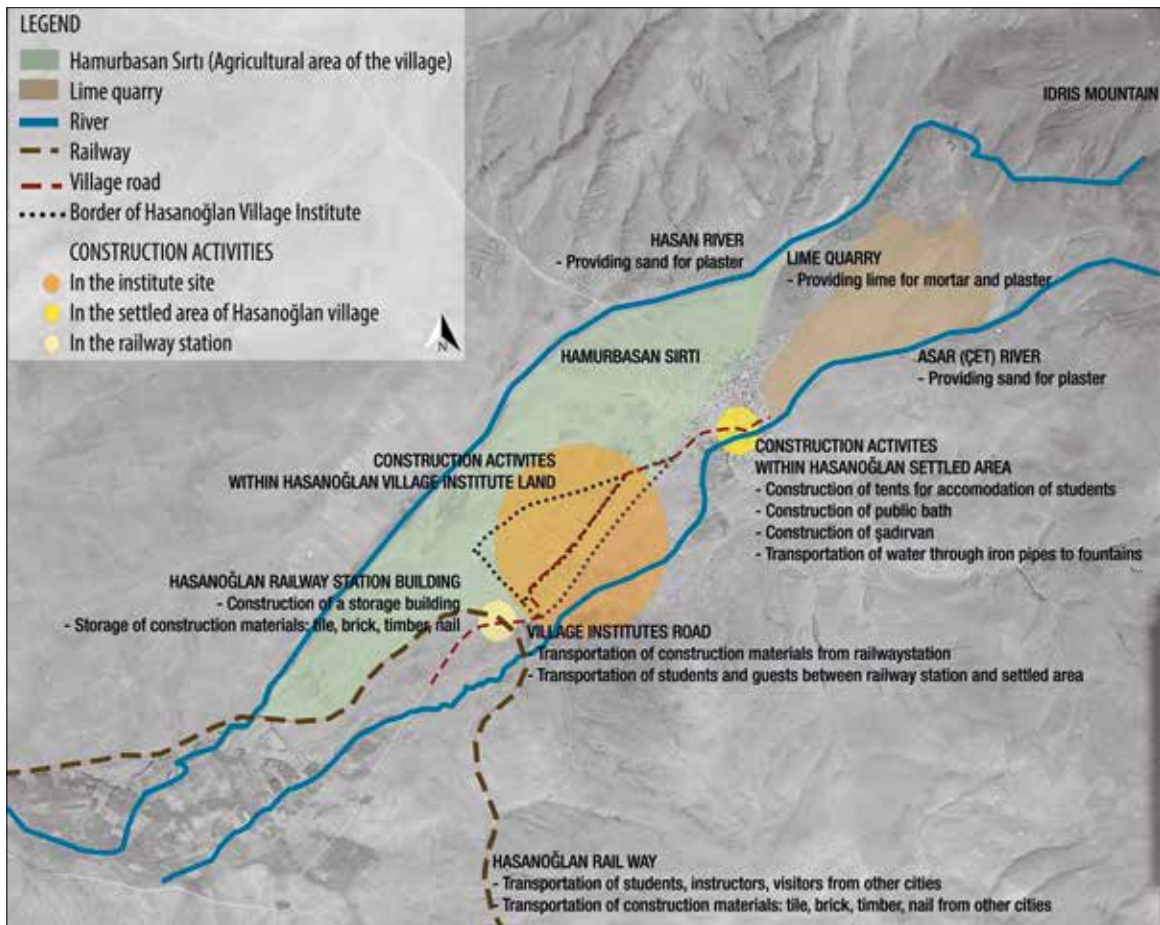 LEGEND
Hamurbasan Sırtı (Agricultural area of the village)
Lime quarry
River
Railway
Village road
Border of Hasanoğlan Village Institute
CONSTRUCTION ACTIVITIES
In the institute site
In the settled area of Hasanoğlan village
In the railway station
N
IDRIS MOUNTAIN
HASAN RIVER
- Providing sand for plaster
LIME QUARRY
- Providing lime for mortar and plaster
HAMURBASAN SIRTI
ASAR (ÇET) RIVER
- Providing sand for plaster
CONSTRUCTION ACTIVITES
WITHIN HASANOĞLAN VILLAGE INSTITUTE LAND
CONSTRUCTION ACTIVITES
WITHIN HASANOĞLAN SETTLED AREA
- Construction of tents for accomodation of students
- Construction of public bath
- Construction of şadırvan
- Transportation of water through iron pipes to fountains
HASANOĞLAN RAILWAY STATION BUILDING
- Construction of a storage building
- Storage of construction materials: tile, brick, timber, nail
VILLAGE INSTITUTES ROAD
- Transportation of construction materials from railwaystation
- Transportation of students and guests between railway station and settled area
HASANOĞLAN RAIL WAY
- Transportation of students, instructors, visitors from other cities
- Transportation of construction materials: tile, brick, timber, nail from other cities